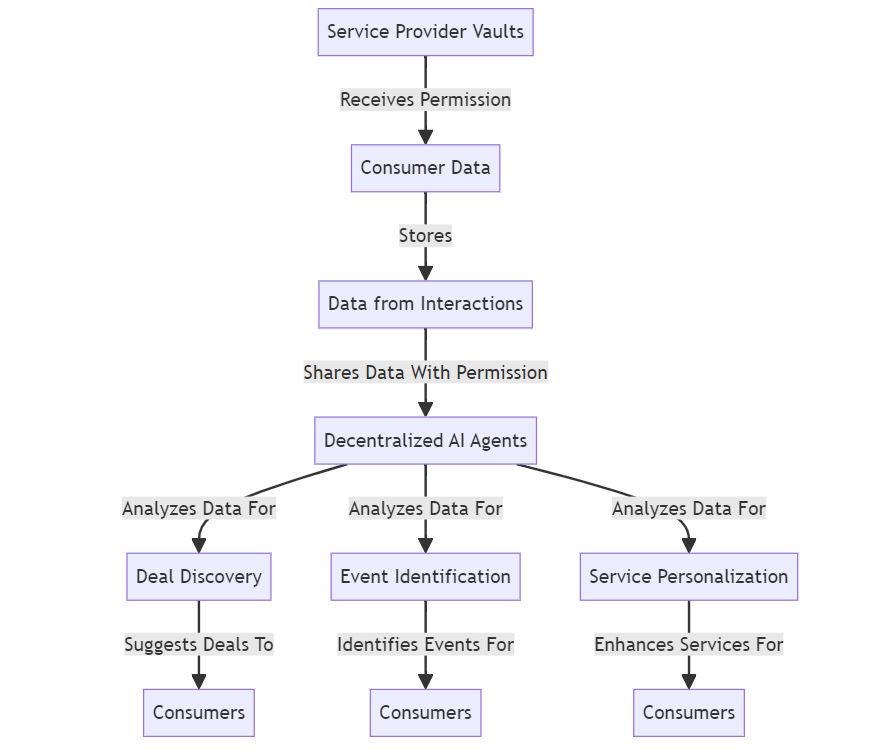 Service Provider Vaults
Receives Permission
Consumer Data
Stores
Data from Interactions
Shares Data With Permission
Decentralized AI Agents
Analyzes Data For
Analyzes Data For
Analyzes Data For
Deal Discovery
Event Identification
Service Personalization
Suggests Deals To
Identifies Events For
Enhances Services For
Consumers
Consumers
Consumers